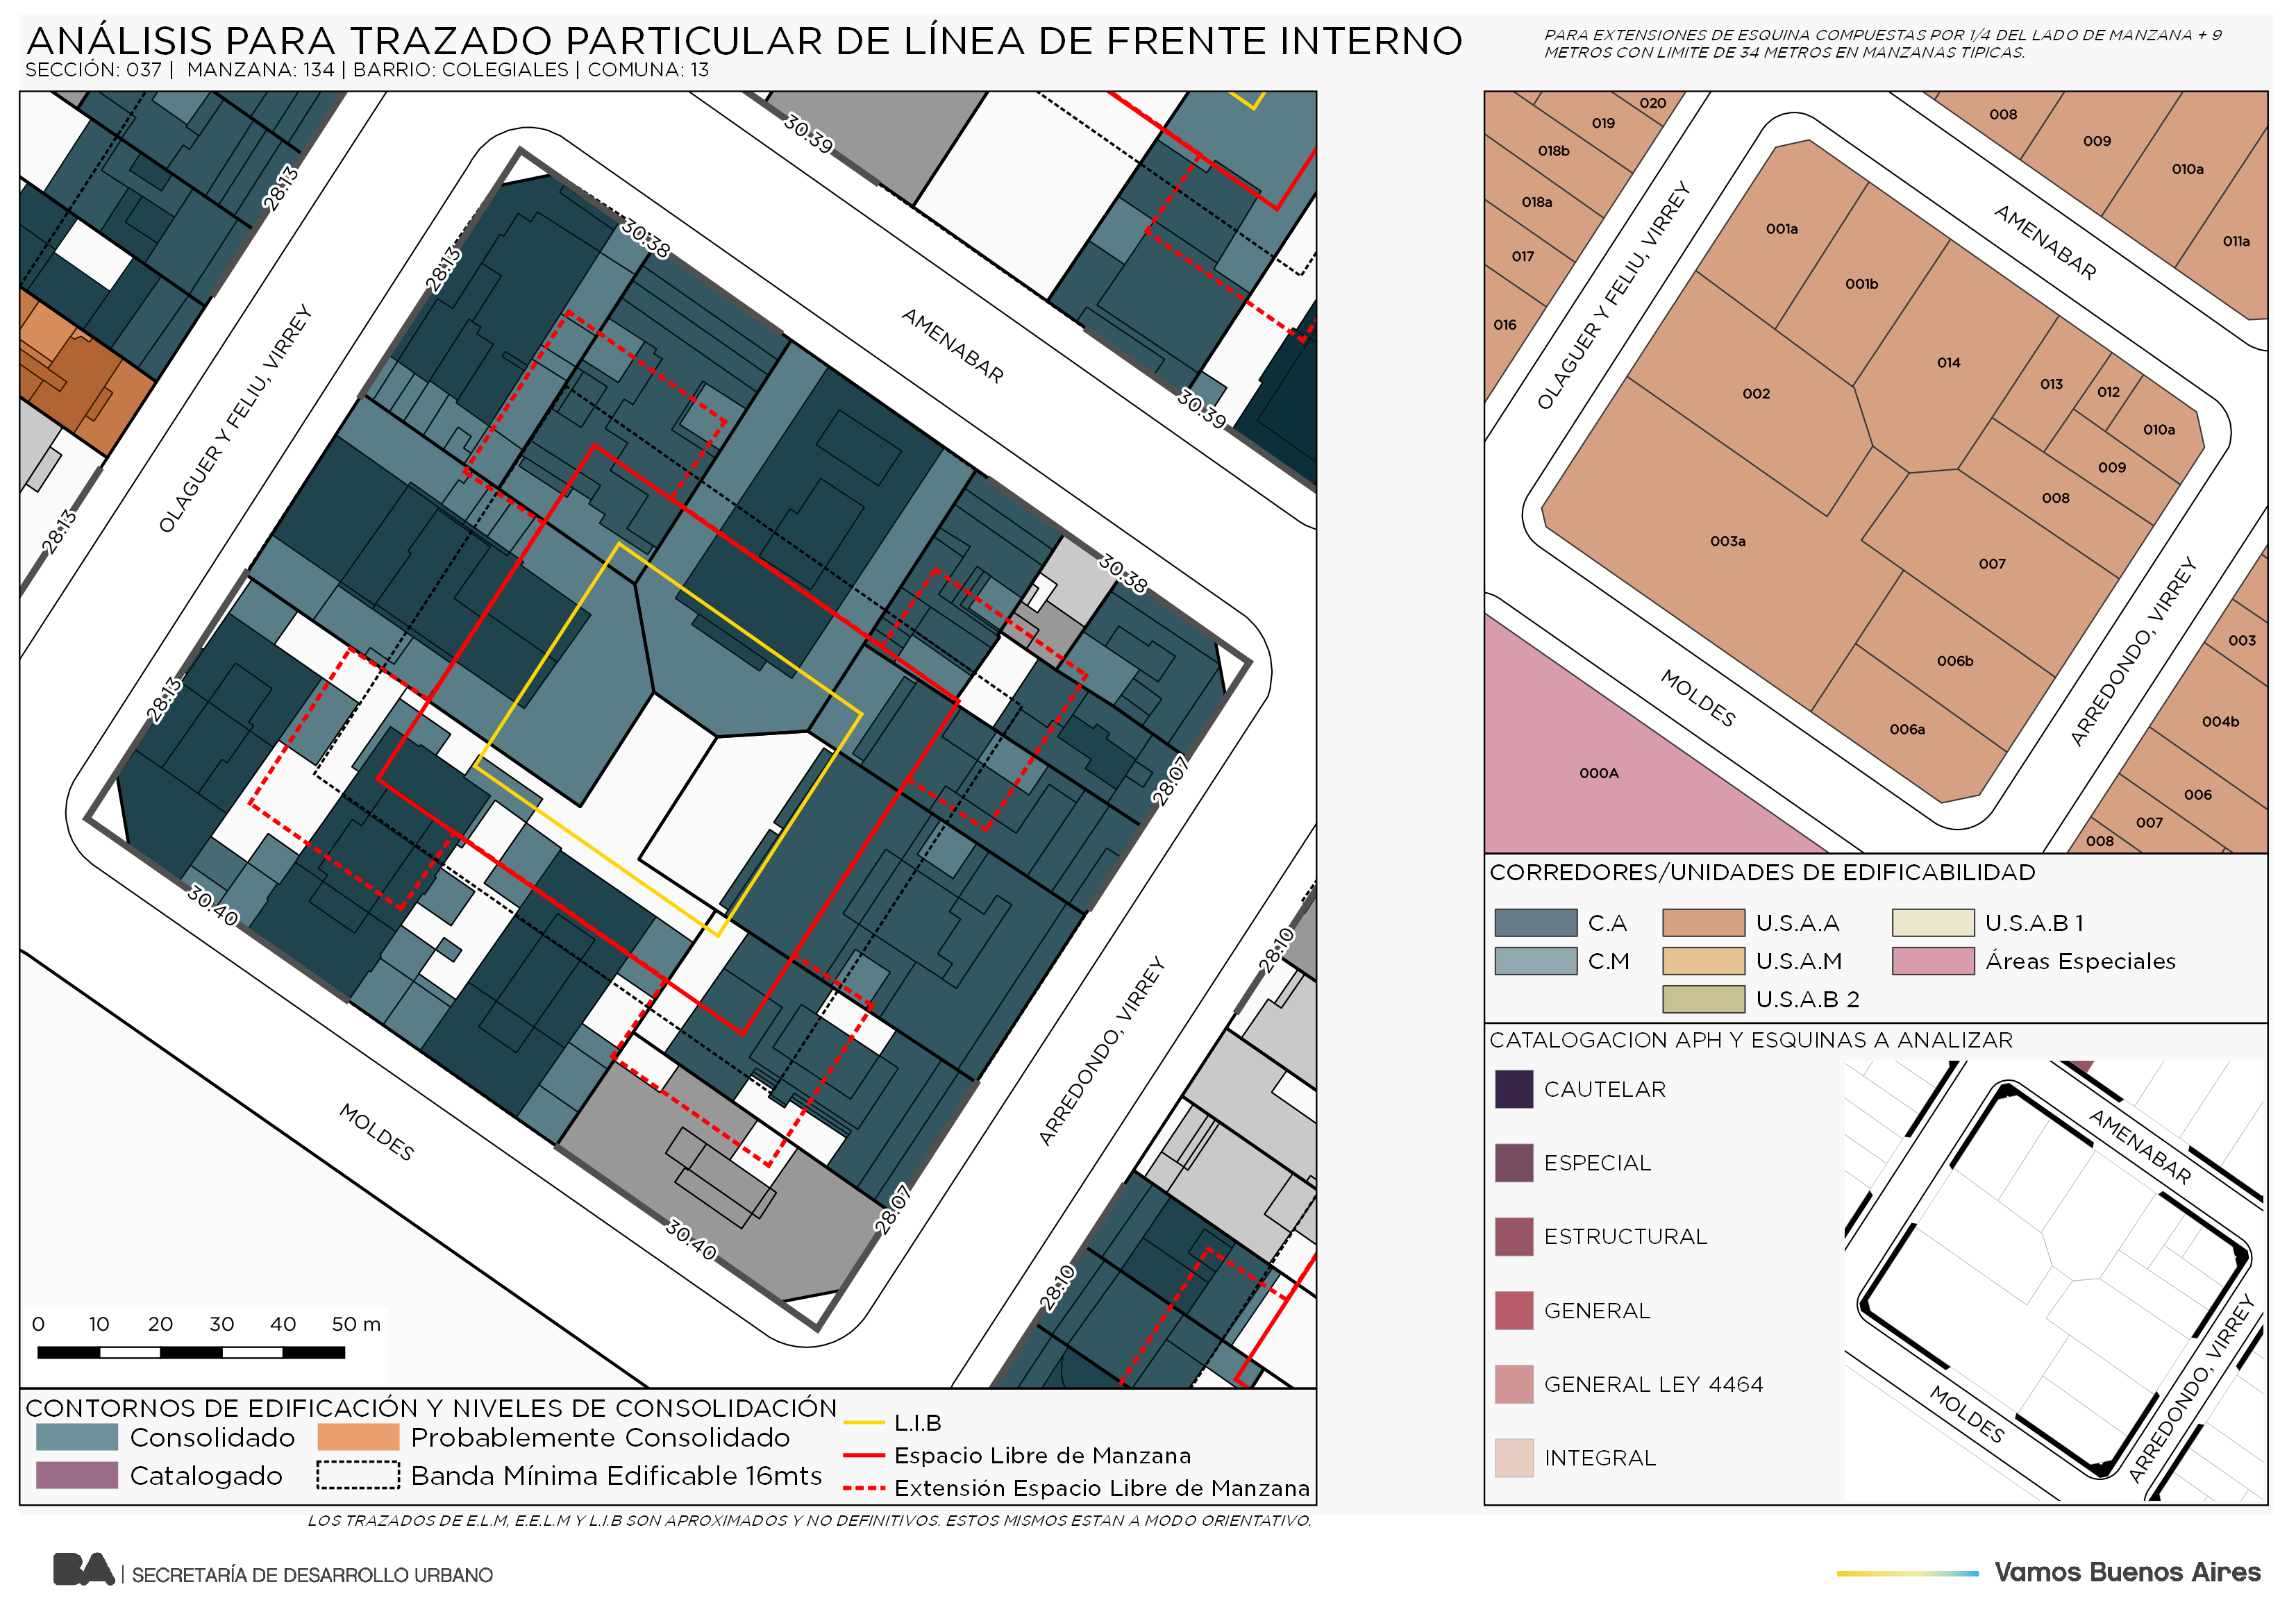 ANÁLISIS PARA TRAZADO PARTICULAR DE LÍNEA DE FRENTE INTERNO
SECCIÓN: 037 | MANZANA: 134 | BARRIO: COLEGIALES | COMUNA: 13
PARA EXTENSIONES DE ESQUINA COMPUESTAS POR 1/4 DEL LADO DE MANZANA + 9
METROS CON LIMITE DE 34 METROS EN MANZANAS TIPICAS.
30.39
28.13
30.38
28.13
OLAGUER Y FELIU, VIRREY
AMENABAR
30.39
28.13
30.38
28.13
28.07
30.40
28.10
ARREDONDO, VIRREY
MOLDES
28.07
30.40
28.10
0 10 20 30 40 50 m
CONTORNOS DE EDIFICACIÓN Y NIVELES DE CONSOLIDACIÓN
Consolidado
Probablemente Consolidado
Catalogado
Banda Mínima Edificable 16mts
L.I.B
Espacio Libre de Manzana
Extensión Espacio Libre de Manzana
LOS TRAZADOS DE E.L.M, E.E.L.M Y L.I.B SON APROXIMADOS Y NO DEFINITIVOS. ESTOS MISMOS ESTAN A MODO ORIENTATIVO.
020
019
018b
018a
017
016
008
009
010a
011a
001a
001b
002
014
013
012
010a
009
008
003a
007
006b
006a
003
004b
006
007
008
000A
OLAGUER Y FELIU, VIRREY
AMENABAR
MOLDES
ARREDONDO, VIRREY
CORREDORES/UNIDADES DE EDIFICABILIDAD
C.A
U.S.A.A
U.S.A.B 1
C.M
U.S.A.M
Áreas Especiales
U.S.A.B 2
CATALOGACION APH Y ESQUINAS A ANALIZAR
CAUTELAR
ESPECIAL
ESTRUCTURAL
GENERAL
GENERAL LEY 4464
INTEGRAL
AMENABAR
MOLDES
ARREDONDO, VIRREY
BA | SECRETARÍA DE DESARROLLO URBANO
Vamos Buenos Aires